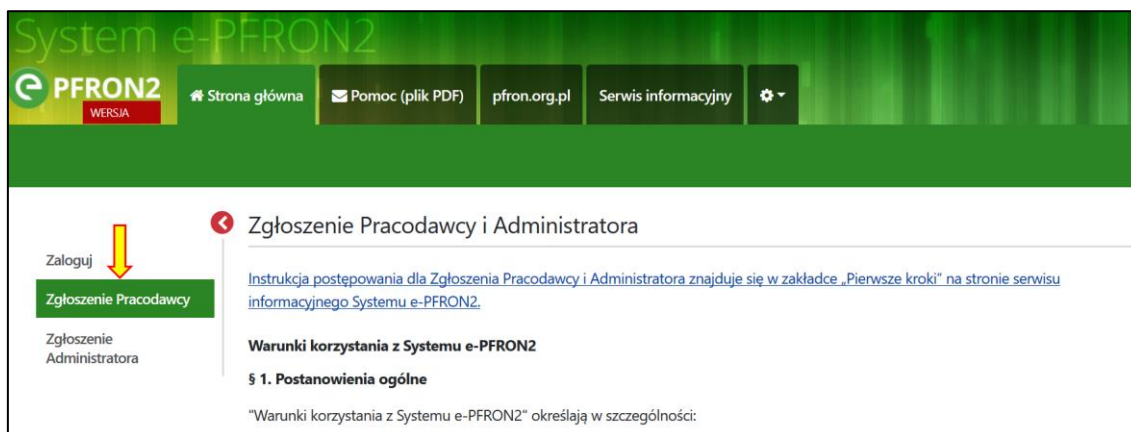 System e-PFRON2
e PFRON2
WERSJA
Strona główna
Pomoc (plik PDF)
pfron.org.pl
Serwis informacyjny
Zaloguj
Zgłoszenie Pracodawcy
Zgłoszenie
Administratora
Zgłoszenie Pracodawcy i Administratora
Instrukcja postępowania dla Zgłoszenia Pracodawcy i Administratora znajduje się w zakładce „Pierwsze kroki" na stronie serwisu
informacyjnego Systemu e-PFRON2.
Warunki korzystania z Systemu e-PFRON2
§ 1. Postanowienia ogólne
"Warunki korzystania z Systemu e-PFRON2" określają w szczególności: